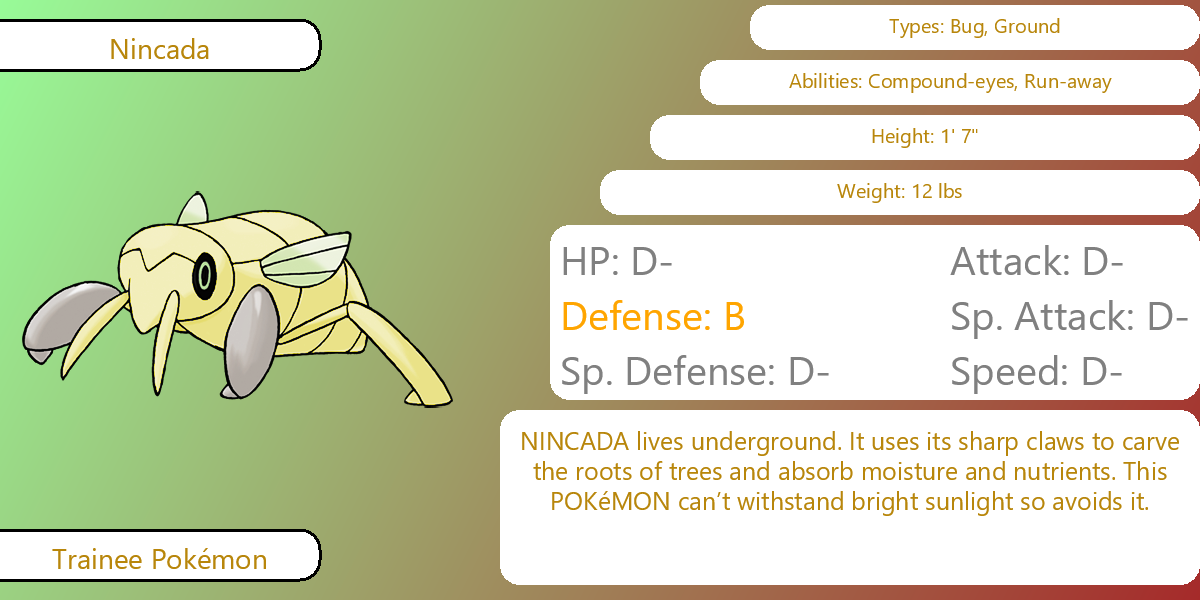 Nincada
Types: Bug, Ground
Abilities: Compound-eyes, Run-away
Height: 1' 7"
Weight: 12 lbs
HP: D-
Attack: D-
Defense: B
Sp. Attack: D-
Sp. Defense: D-
Speed: D-
NINCADA lives underground. It uses its sharp claws to carve
the roots of trees and absorb moisture and nutrients. This
POKéMON can’t withstand bright sunlight so avoids it.
Trainee Pokémon